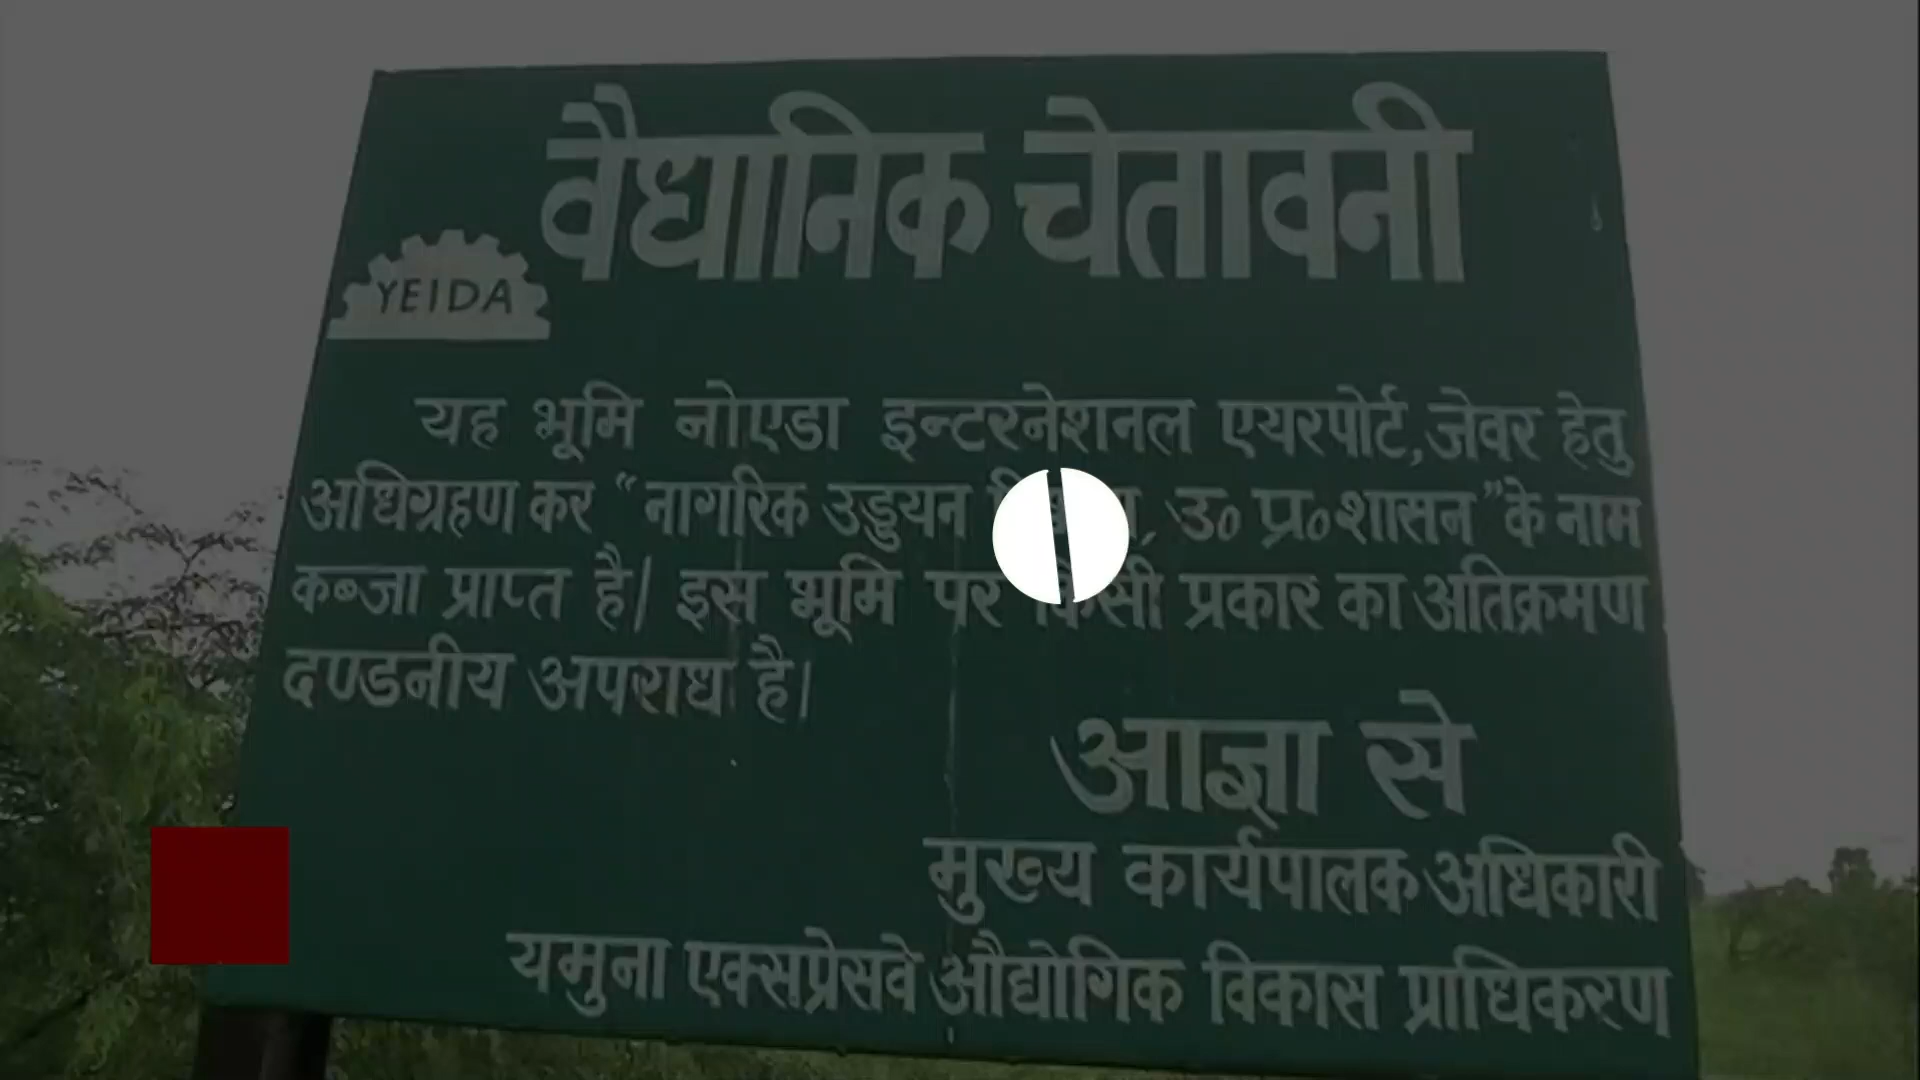 वैधानिक चेतावनी
YEIDA
यह भूमि नोएडा इन्टरनेशनल एयरपोर्ट,जेवर हेतु
अधिग्रहण कर “नागरिक उड्डयन उ० प्र० शासन” के नाम
कब्जा प्राप्त है। इस भूमि पर किसी प्रकार का अतिक्रमण
दण्डनीय अपराध है।
आज्ञा से
मुख्य कार्यपालक अधिकारी
यमुना एक्सप्रेसवे औद्योगिक विकास प्राधिकरण